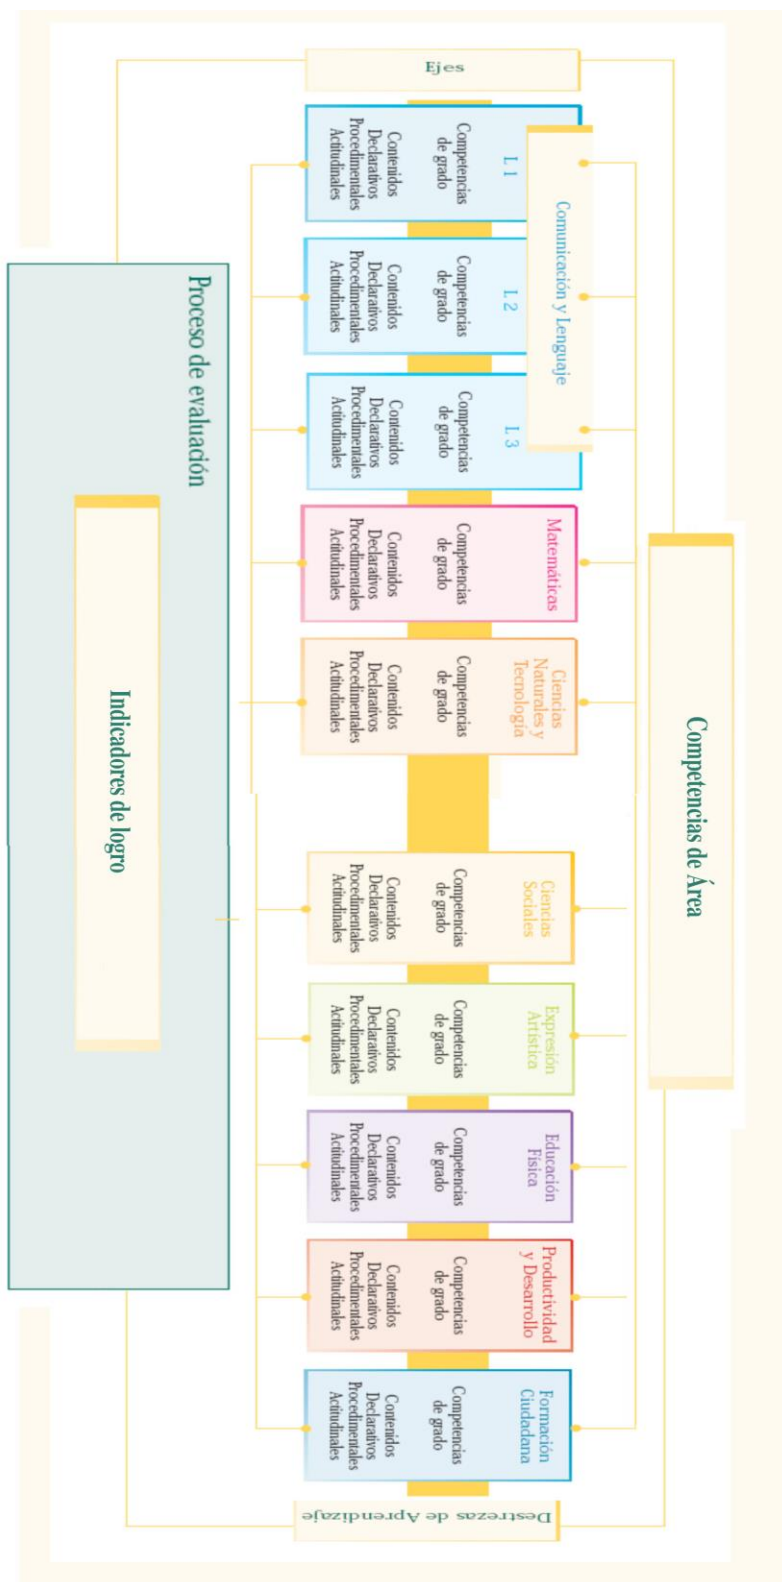 Competencias de Área
Ejes
Comunicación y Lenguaje
L 1
Competencias
de grado
Contenidos
Declarativos
Procedimentales
Actitudinales
L 2
Competencias
de grado
Contenidos
Declarativos
Procedimentales
Actitudinales
L 3
Competencias
de grado
Contenidos
Declarativos
Procedimentales
Actitudinales
Matemáticas
Competencias
de grado
Contenidos
Declarativos
Procedimentales
Actitudinales
Ciencias
Naturales y
Tecnología
Competencias
de grado
Contenidos
Declarativos
Procedimentales
Actitudinales
Ciencias
Sociales
Competencias
de grado
Contenidos
Declarativos
Procedimentales
Actitudinales
Expresión
Artística
Competencias
de grado
Contenidos
Declarativos
Procedimentales
Actitudinales
Educación
Física
Competencias
de grado
Contenidos
Declarativos
Procedimentales
Actitudinales
Productividad
y Desarrollo
Competencias
de grado
Contenidos
Declarativos
Procedimentales
Actitudinales
Formación
Ciudadana
Competencias
de grado
Contenidos
Declarativos
Procedimentales
Actitudinales
Destrezas de Aprendizaje
Proceso de evaluación
Indicadores de logro